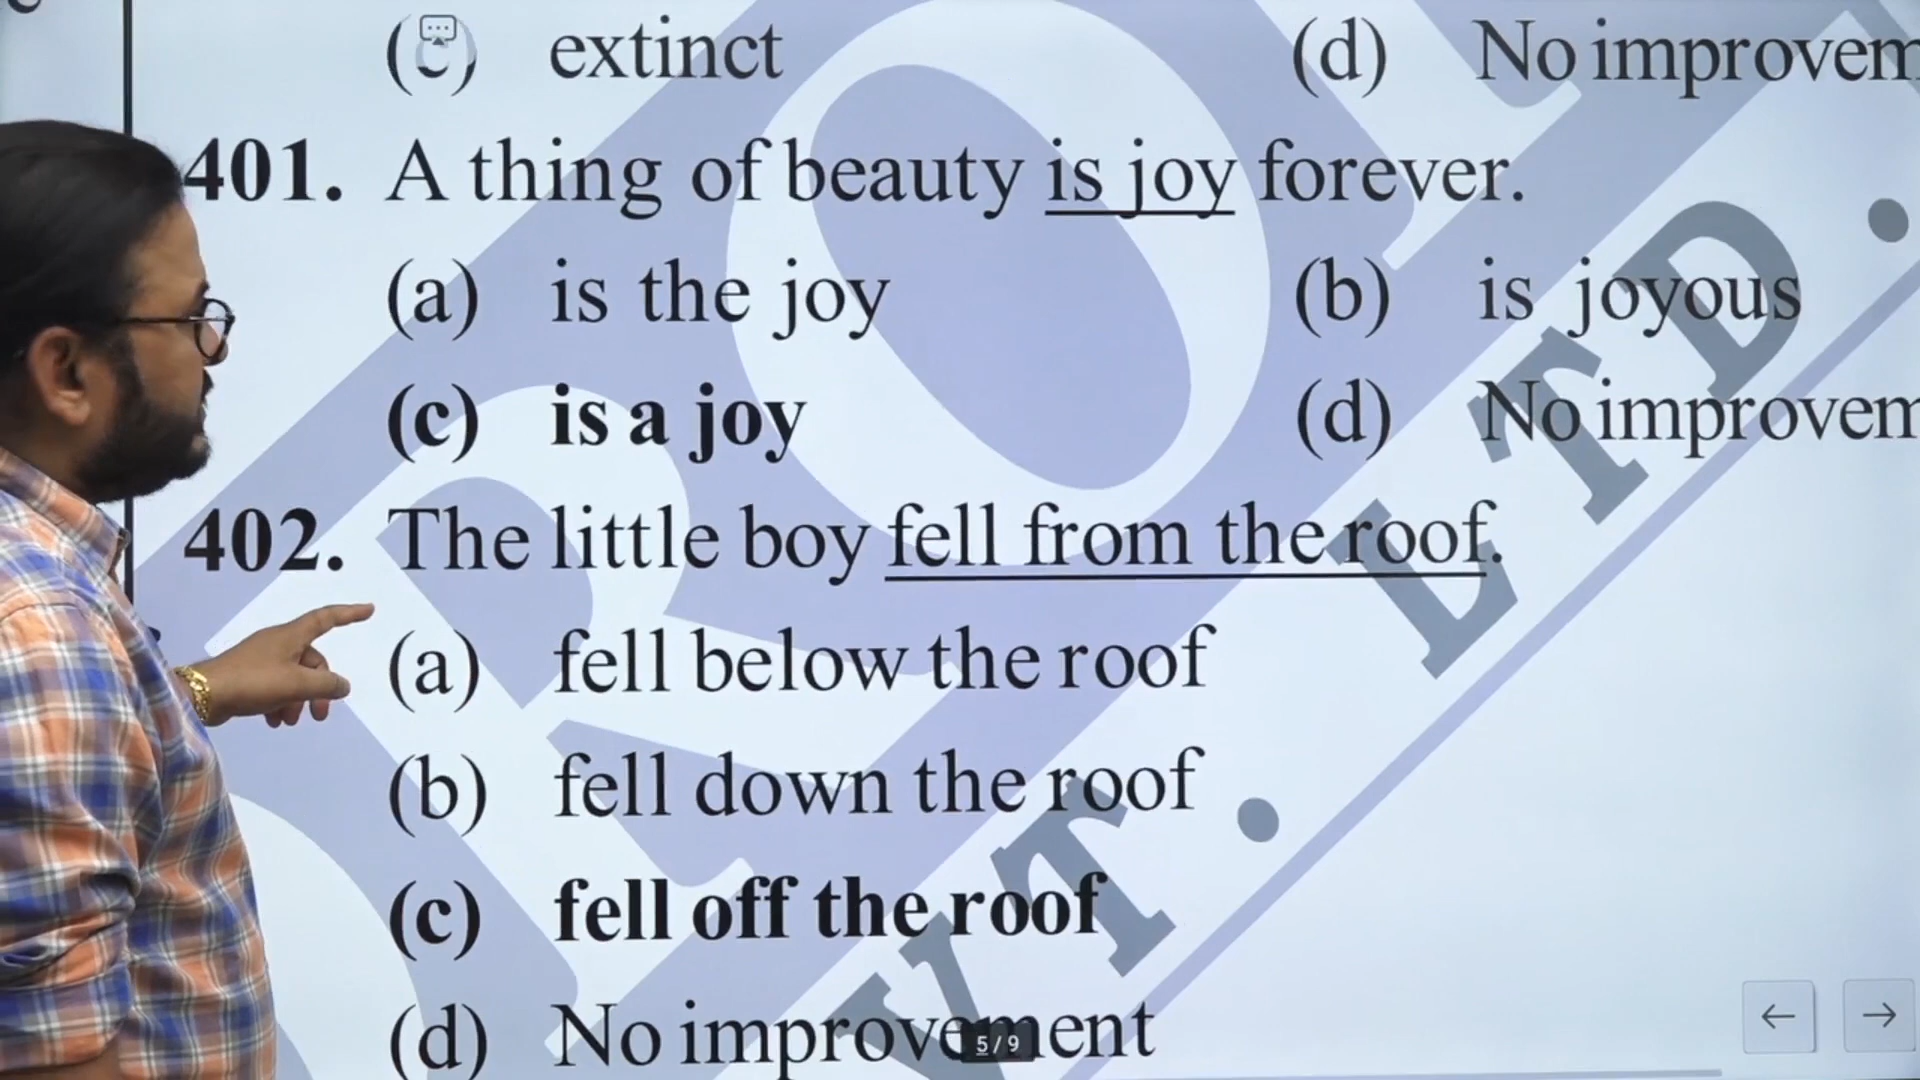 (c) extinct (d) No improvem
401. A thing of beauty is joy forever.
(a) is the joy (b) is joyous
(c) is a joy (d) No improvem
402. The little boy fell from the roof.
(a) fell below the roof
(b) fell down the roof
(c) fell off the roof
(d) No improvement
5/9
VT. LTD.